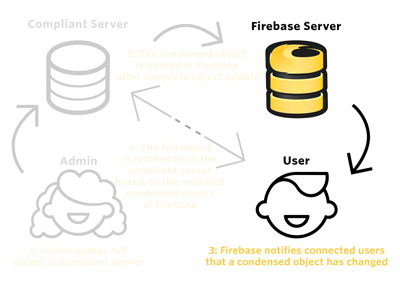 Compliant Server
Firebase Server
2: The condensed object
is upated at Firebase
after complete object update
Admin
4: The full object
is fetched from the
compliant server
based on the modified
condensed object
at Firebase
User
1: Admin upates full
object at compliant server
3: Firebase notifies connected users
that a condensed object has changed